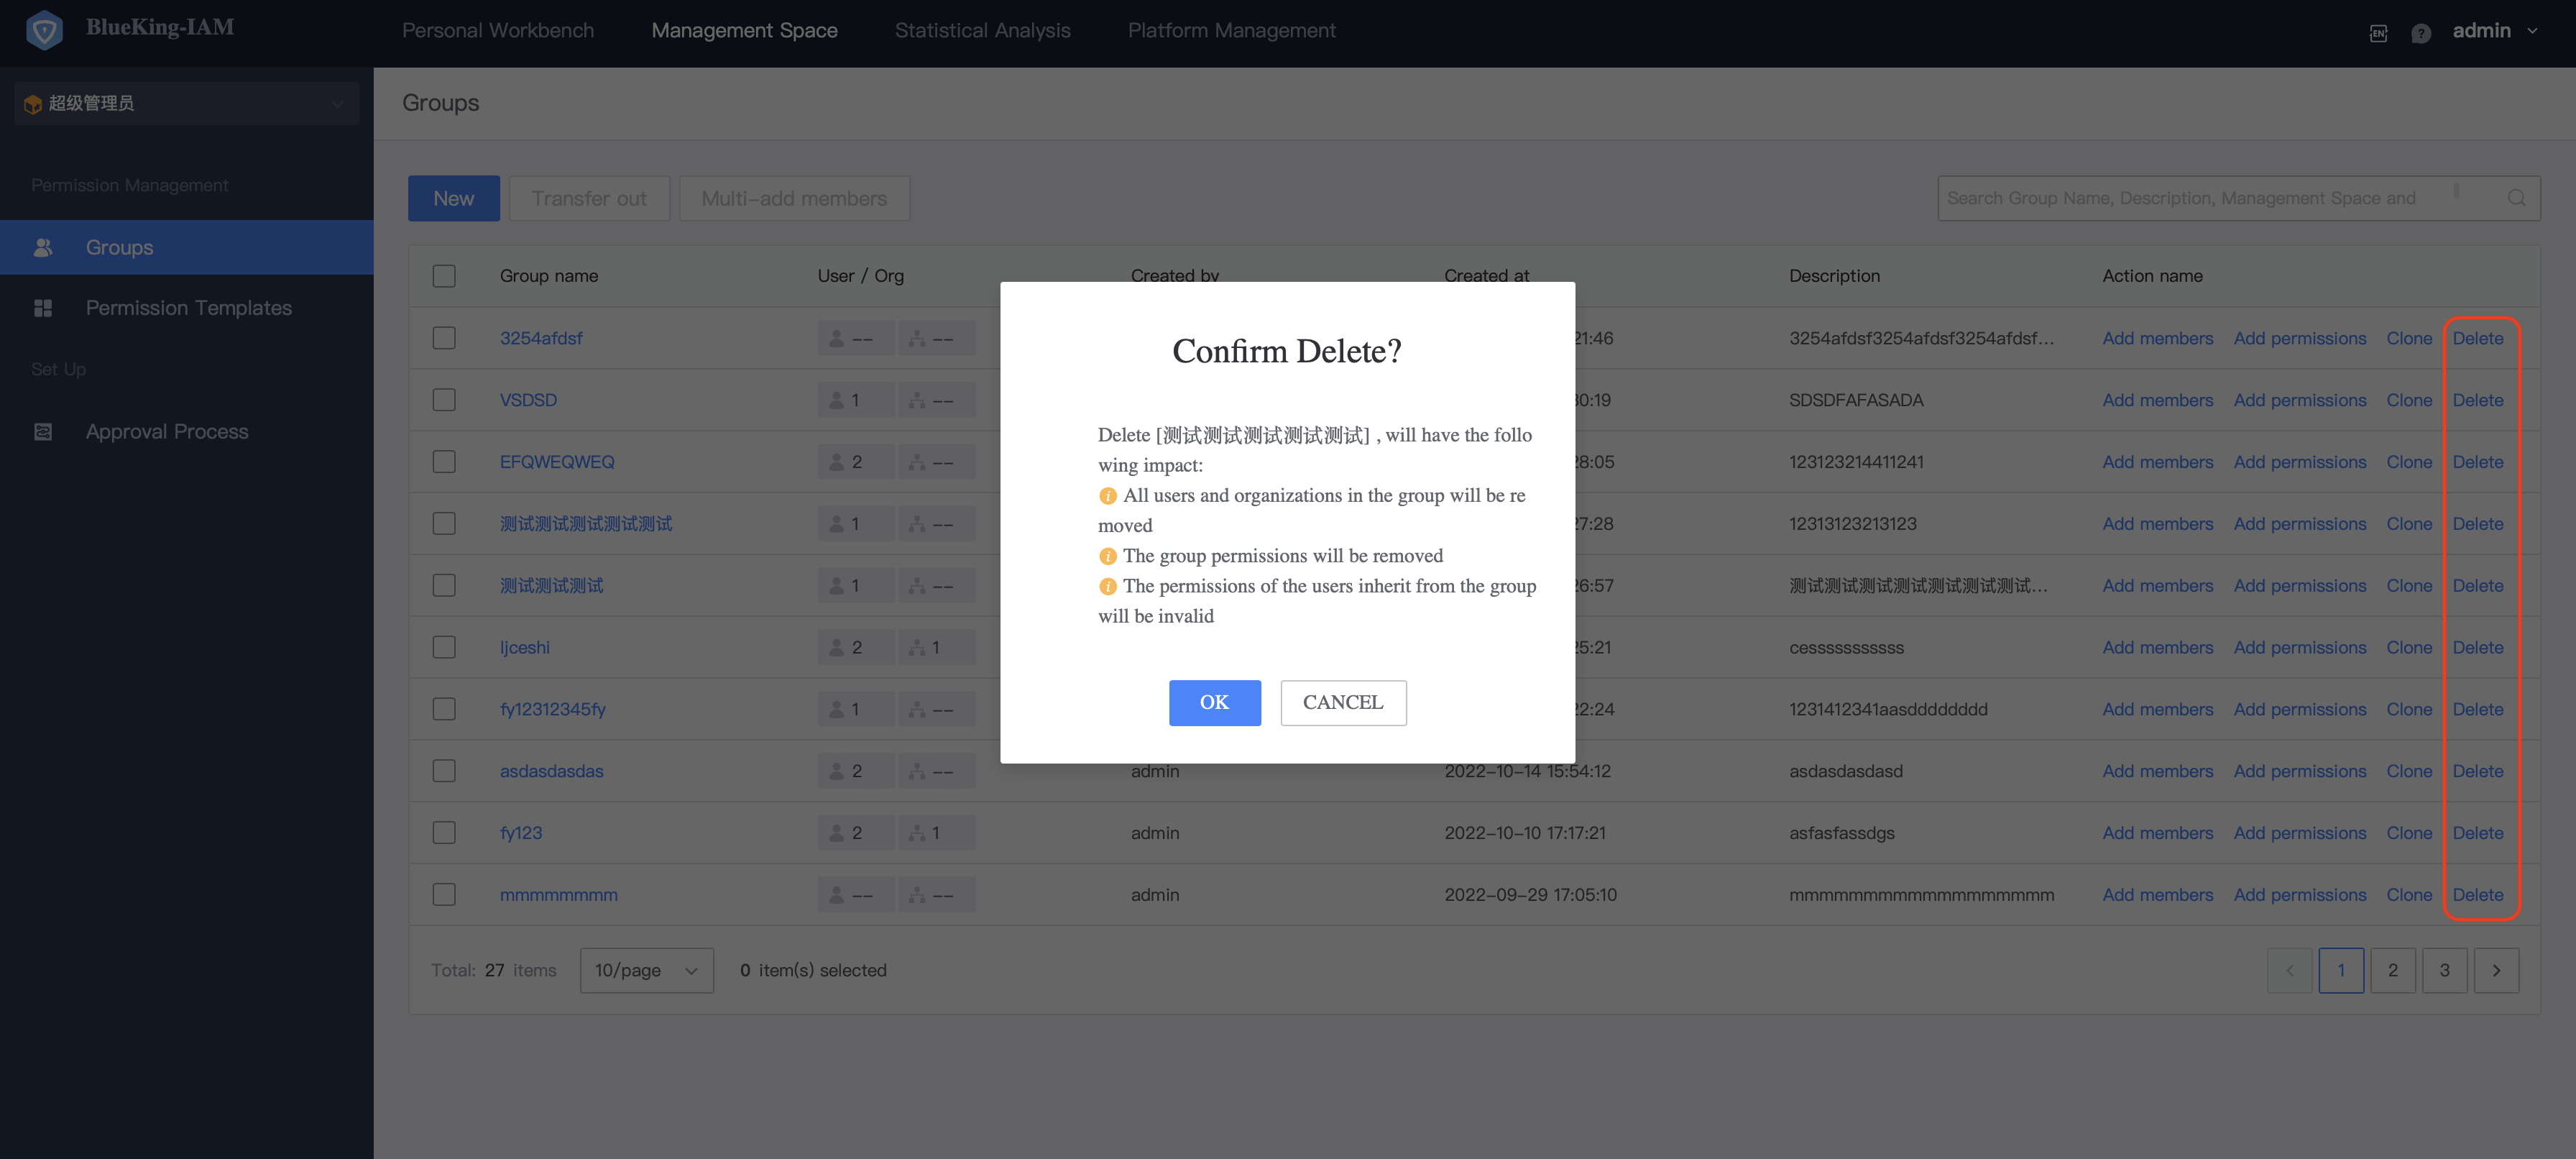 BlueKing-IAM
Personal Workbench Management Space Statistical Analysis Platform Management
EN ? admin
超级管理员
Groups
Permission Management
Groups
Permission Templates
Set Up
Approval Process
New Transfer out Multi-add members
Search Group Name, Description, Management Space and
Group name User / Org Created by Created at Description Action name
3254afdsf -- -- 21:46 3254afdsf3254afdsf3254afdsf... Add members Add permissions Clone Delete
VSDSD 1 -- 30:19 SDSDFAFASADA Add members Add permissions Clone Delete
EFQWEQWEQ 2 -- 28:05 123123214411241 Add members Add permissions Clone Delete
测试测试测试测试测试 1 -- 27:28 12313123213123 Add members Add permissions Clone Delete
测试测试测试 1 -- 26:57 测试测试测试测试测试测试测试... Add members Add permissions Clone Delete
ljceshi 2 1 25:21 cesssssssssss Add members Add permissions Clone Delete
fy12312345fy 1 -- 22:24 1231412341aasdddddddd Add members Add permissions Clone Delete
asdasdasdas 2 -- admin 2022-10-14 15:54:12 asdasdasdasd Add members Add permissions Clone Delete
fy123 2 1 admin 2022-10-10 17:17:21 asfasfassdgs Add members Add permissions Clone Delete
mmmmmmmm -- -- admin 2022-09-29 17:05:10 mmmmmmmmmmmmmmmmmm Add members Add permissions Clone Delete
Total: 27 items 10/page 0 item(s) selected
1 2 3
Confirm Delete?
Delete [测试测试测试测试测试] , will have the follo
wing impact:
All users and organizations in the group will be re
moved
The group permissions will be removed
The permissions of the users inherit from the group
will be invalid
OK CANCEL